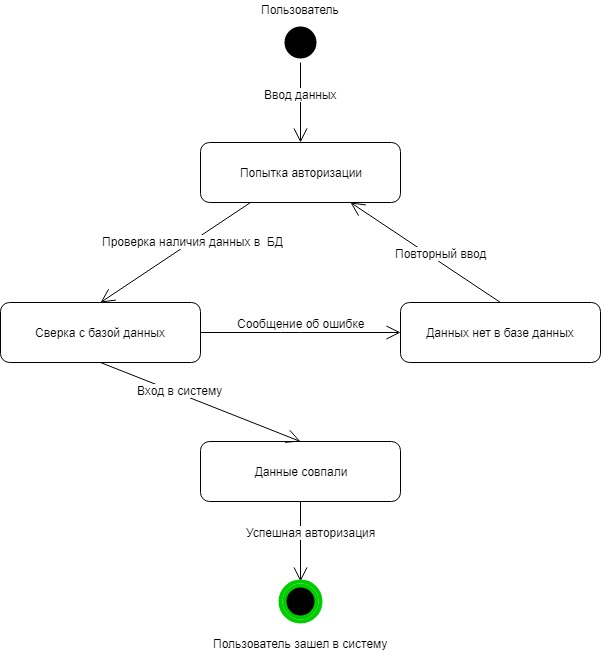 Пользователь
Ввод данных
Попытка авторизации
Проверка наличия данных в БД
Повторный ввод
Сверка с базой данных
Сообщение об ошибке
Данных нет в базе данных
Вход в систему
Данные совпали
Успешная авторизация
Пользователь зашел в систему